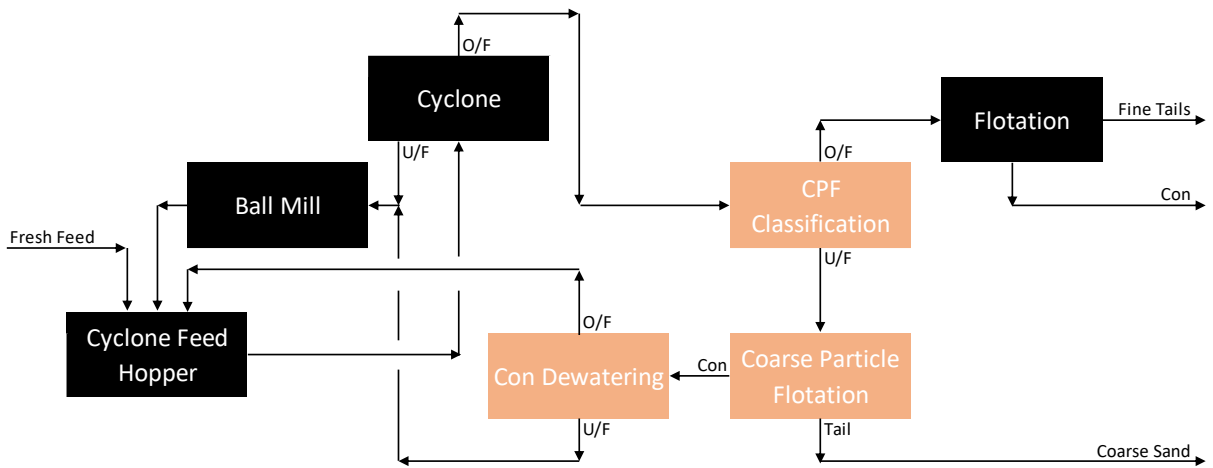 O/F
Cyclone
U/F
Flotation
Fine Tails
O/F
Con
CPF
Classification
U/F
Ball Mill
Fresh Feed
Cyclone Feed
Hopper
O/F
Con Dewatering
U/F
Con
Coarse Particle
Flotation
Tail
Coarse Sand